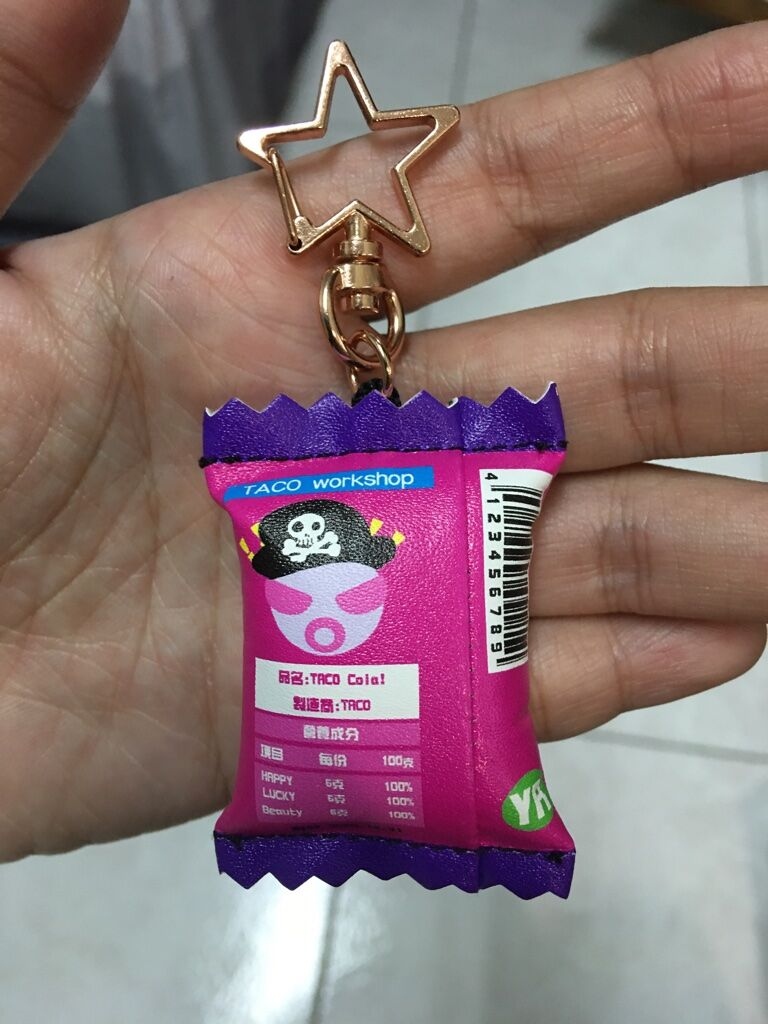 TACO workshop
品名:TACO Cola!
製造商:TACO
營養成分
項目 每份 100克
HAPPY 6克 100%
LUCKY 6克 100%
Beauty 6克 100%
4 123456789
YA